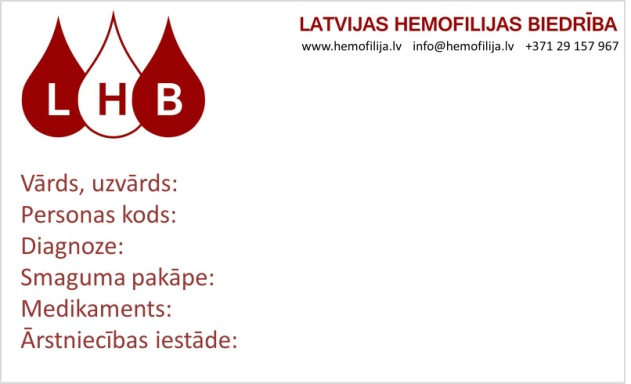 LHB
LATVIJAS HEMOFILIJAS BIEDRĪBA
www.hemofilija.lv info@hemofilija.lv +371 29 157 967
Vārds, uzvārds:
Personas kods:
Diagnoze:
Smaguma pakāpe:
Medikaments:
Ārstniecības iestāde: